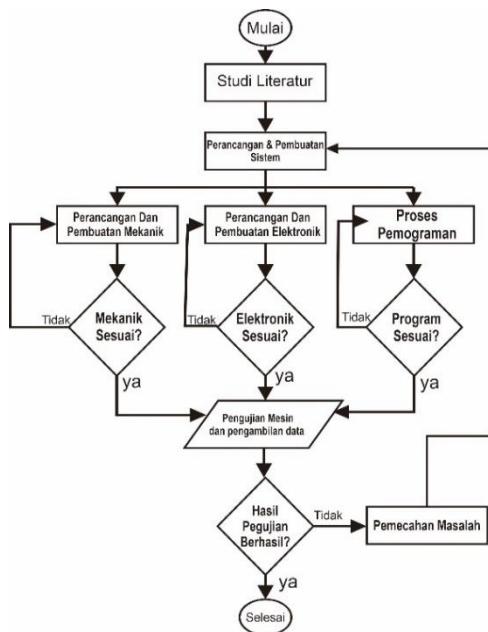 Mulai
Studi Literatur
Perancangan & Pembuatan
Sistem
Perancangan Dan
Pembuatan Mekanik
Perancangan Dan
Pembuatan Elektronik
Proses
Pemograman
Tidak
Mekanik
Sesuai?
Tidak
Elektronik
Sesuai?
Tidak
Program
Sesuai?
ya
ya
ya
Pengujian Mesin
dan pengambilan data
Hasil
Pegujian
Berhasil?
Tidak
Pemecahan Masalah
ya
Selesai